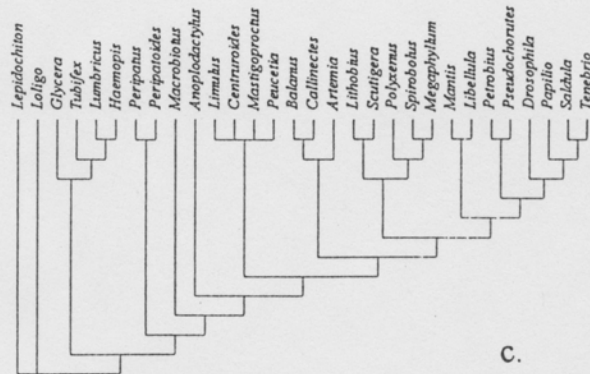 Lepidochiton
Loligo
Glycera
Tubifex
Lumbricus
Haemopis
Peripatus
Peripatoides
Macrobiotus
Anoplodactylus
Limulus
Centruroides
Mastigoproctus
Peucetia
Balanus
Callinectes
Artemia
Lithobius
Scutigera
Polyxenus
Spirobolus
Megaphyllum
Mantis
Libellula
Petrobius
Pseudochorutes
Drosophila
Papilio
Saldula
Tenebrio
C.